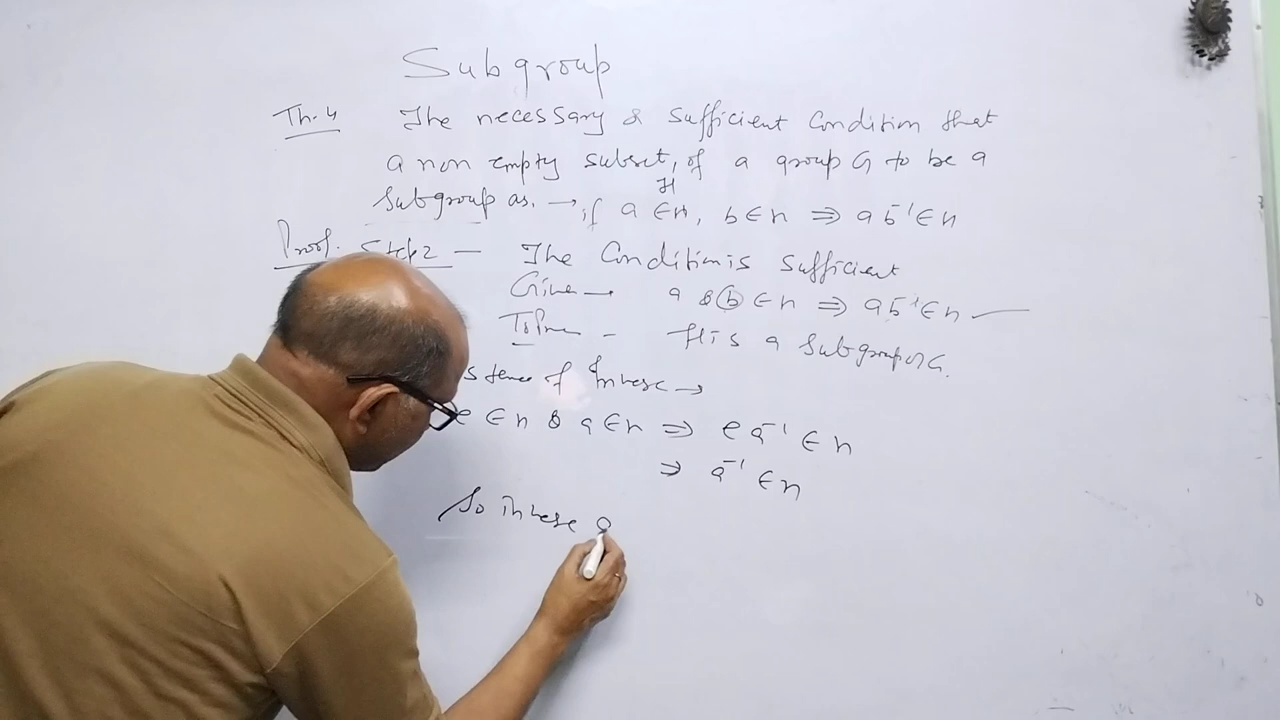 Subgroup
Th.4 The necessary & sufficient Condition that
a non empty subset, of a group G to be a
H
Subgroup as. → if a ∈ H, b ∈ H ⇒ ab⁻¹ ∈ H
Proof. Step 2 — The Condition is sufficient
Given → a & b ∈ H ⇒ ab⁻¹ ∈ H
To Prove - H is a Subgroup of G.
stence of Inverse →
e ∈ H & a ∈ H ⇒ ea⁻¹ ∈ H
⇒ a⁻¹ ∈ H
So inverse